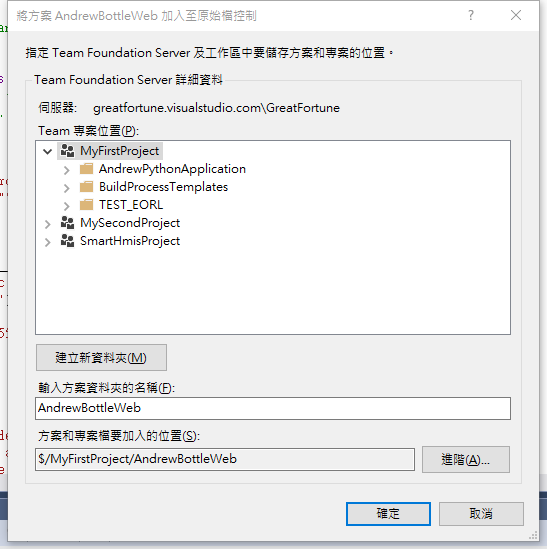 將方案 AndrewBottleWeb 加入至原始檔控制
指定 Team Foundation Server 及工作區中要儲存方案和專案的位置。
Team Foundation Server 詳細資料
伺服器: greatfortune.visualstudio.com\GreatFortune
Team 專案位置(P):
MyFirstProject
AndrewPythonApplication
BuildProcessTemplates
TEST_EORL
MySecondProject
SmartHmisProject
建立新資料夾(M)
輸入方案資料夾的名稱(F):
AndrewBottleWeb
方案和專案檔要加入的位置(S):
$/MyFirstProject/AndrewBottleWeb
進階(A)...
確定
取消